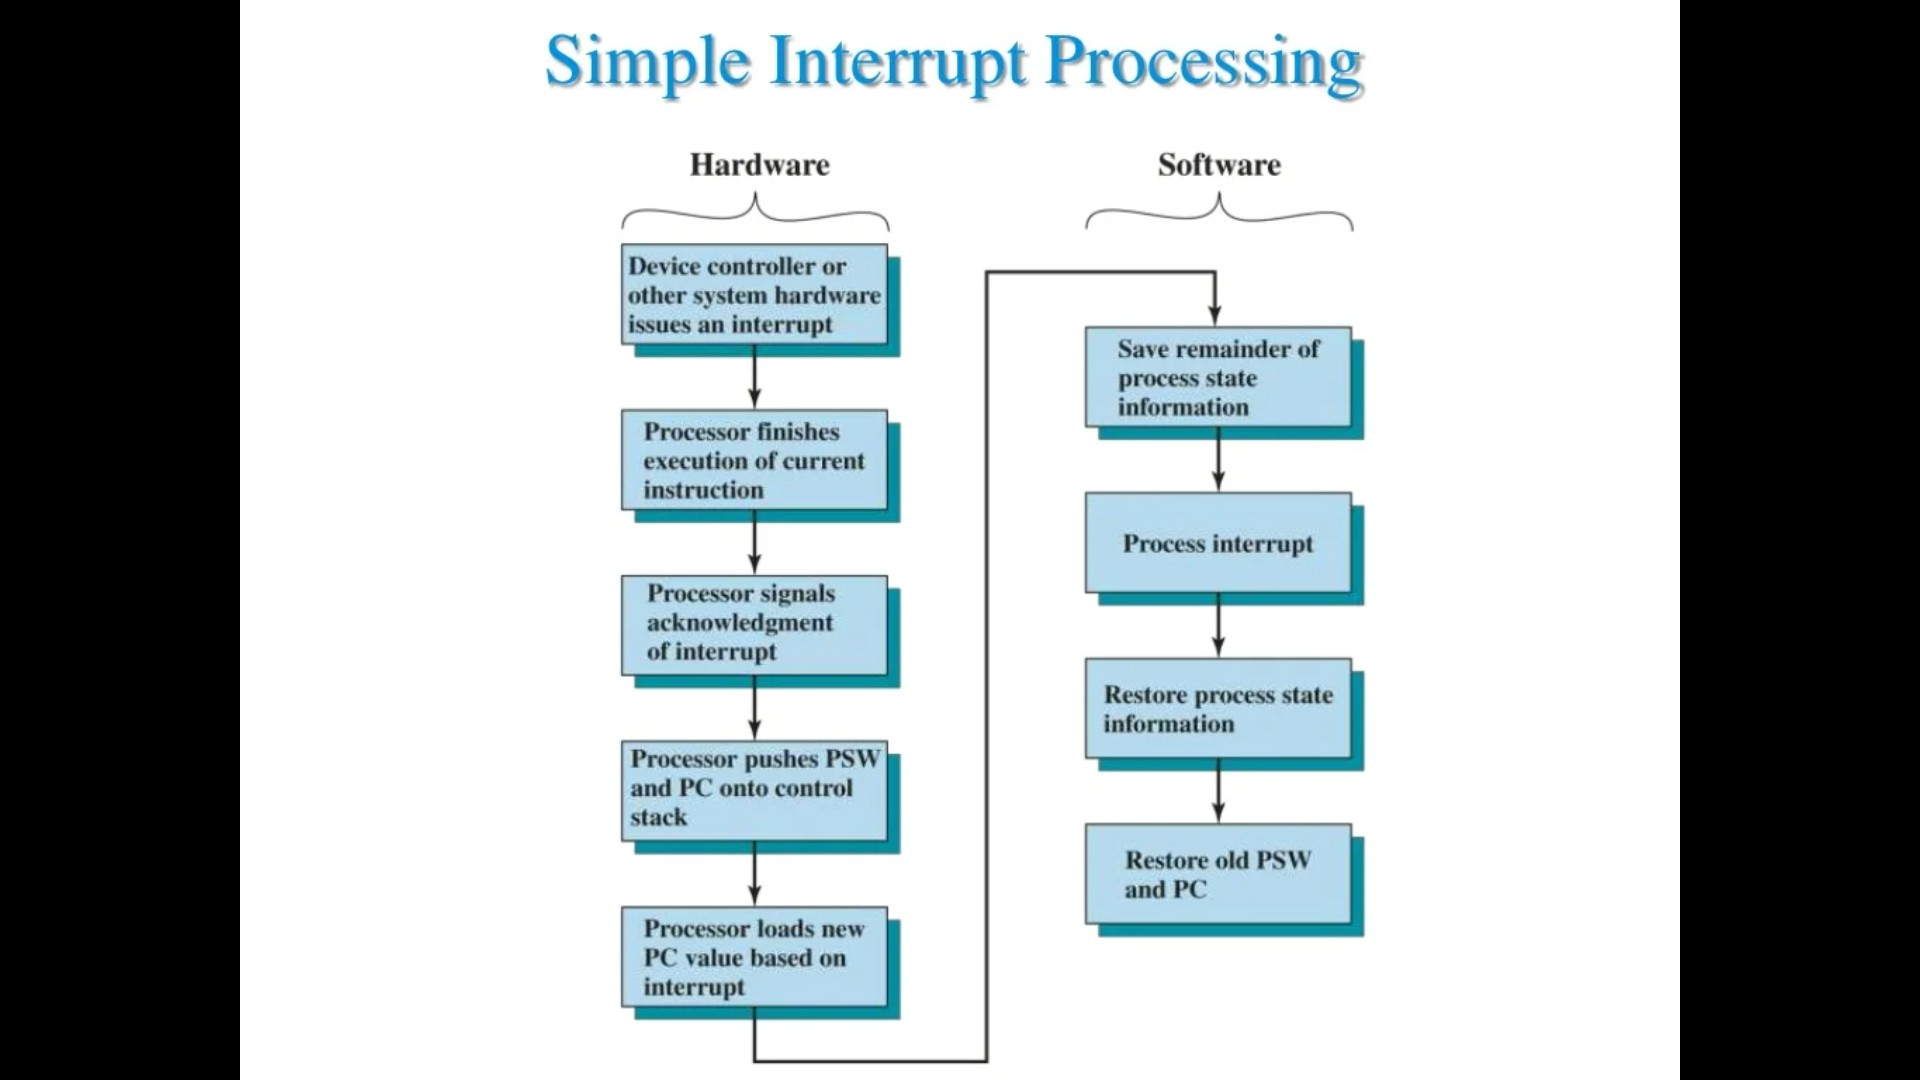 Simple Interrupt Processing
Hardware
Device controller or
other system hardware
issues an interrupt
Processor finishes
execution of current
instruction
Processor signals
acknowledgment
of interrupt
Processor pushes PSW
and PC onto control
stack
Processor loads new
PC value based on
interrupt
Software
Save remainder of
process state
information
Process interrupt
Restore process state
information
Restore old PSW
and PC